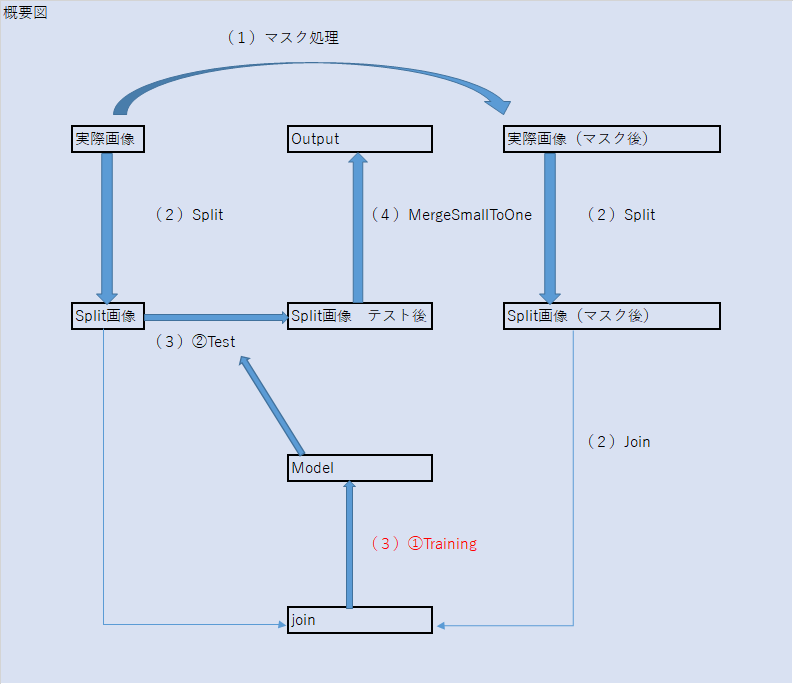 概要図
（１）マスク処理
実際画像
Output
実際画像（マスク後）
（２）Split
（４）MergeSmallToOne
（２）Split
Split画像
Split画像　テスト後
Split画像（マスク後）
（３）②Test
（２）Join
Model
（３）①Training
join